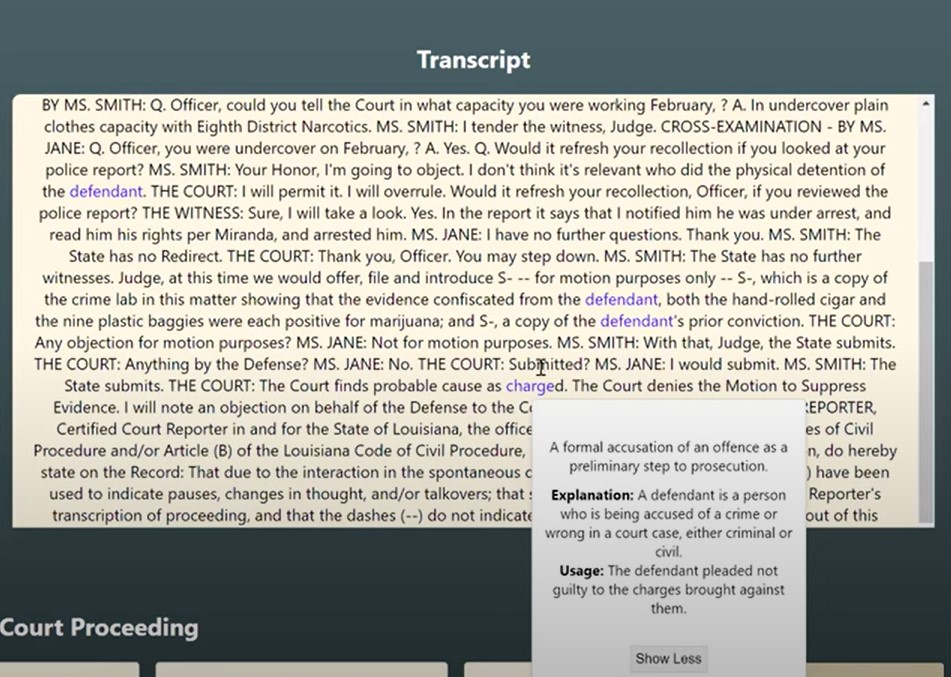 Transcript
BY MS. SMITH: Q. Officer, could you tell the Court in what capacity you were working February, ? A. In undercover plain
clothes capacity with Eighth District Narcotics. MS. SMITH: I tender the witness, Judge. CROSS-EXAMINATION - BY MS.
JANE: Q. Officer, you were undercover on February, ? A. Yes. Q. Would it refresh your recollection if you looked at your
police report? MS. SMITH: Your Honor, I'm going to object. I don't think it's relevant who did the physical detention of
the defendant. THE COURT: I will permit it. I will overrule. Would it refresh your recollection, Officer, if you reviewed the
police report? THE WITNESS: Sure, I will take a look. Yes. In the report it says that I notified him he was under arrest, and
read him his rights per Miranda, and arrested him. MS. JANE: I have no further questions. Thank you. MS. SMITH: The
State has no Redirect. THE COURT: Thank you, Officer. You may step down. MS. SMITH: The State has no further
witnesses. Judge, at this time we would offer, file and introduce S- -- for motion purposes only -- S-, which is a copy of
the crime lab in this matter showing that the evidence confiscated from the defendant, both the hand-rolled cigar and
the nine plastic baggies were each positive for marijuana; and S-, a copy of the defendant's prior conviction. THE COURT:
Any objection for motion purposes? MS. JANE: Not for motion purposes. MS. SMITH: With that, Judge, the State submits.
THE COURT: Anything by the Defense? MS. JANE: No. THE COURT: Submitted? MS. JANE: I would submit. MS. SMITH: The
State submits. THE COURT: The Court finds probable cause as charged. The Court denies the Motion to Suppress
Evidence. I will note an objection on behalf of the Defense to the REPORTER,
Certified Court Reporter in and for the State of Louisiana, the office es of Civil
Procedure and/or Article (B) of the Louisiana Code of Civil Procedure, n, do hereby
state on the Record: That due to the interaction in the spontaneous ) have been
used to indicate pauses, changes in thought, and/or talkovers; that Reporter's
transcription of proceeding, and that the dashes (--) do not indicate out of this
A formal accusation of an offence as a
preliminary step to prosecution.
Explanation: A defendant is a person
who is being accused of a crime or
wrong in a court case, either criminal or
civil.
Usage: The defendant pleaded not
guilty to the charges brought against
them.
Show Less
Court Proceeding